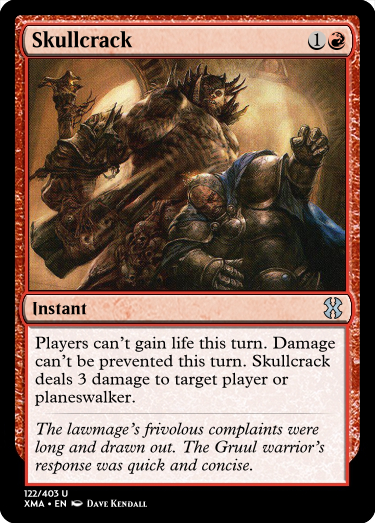 Skullcrack 1
Instant
Players can't gain life this turn. Damage
can't be prevented this turn. Skullcrack
deals 3 damage to target player or
planeswalker.
The lawmage's frivolous complaints were
long and drawn out. The Gruul warrior's
response was quick and concise.
122/403 U
XMA • EN Dave Kendall